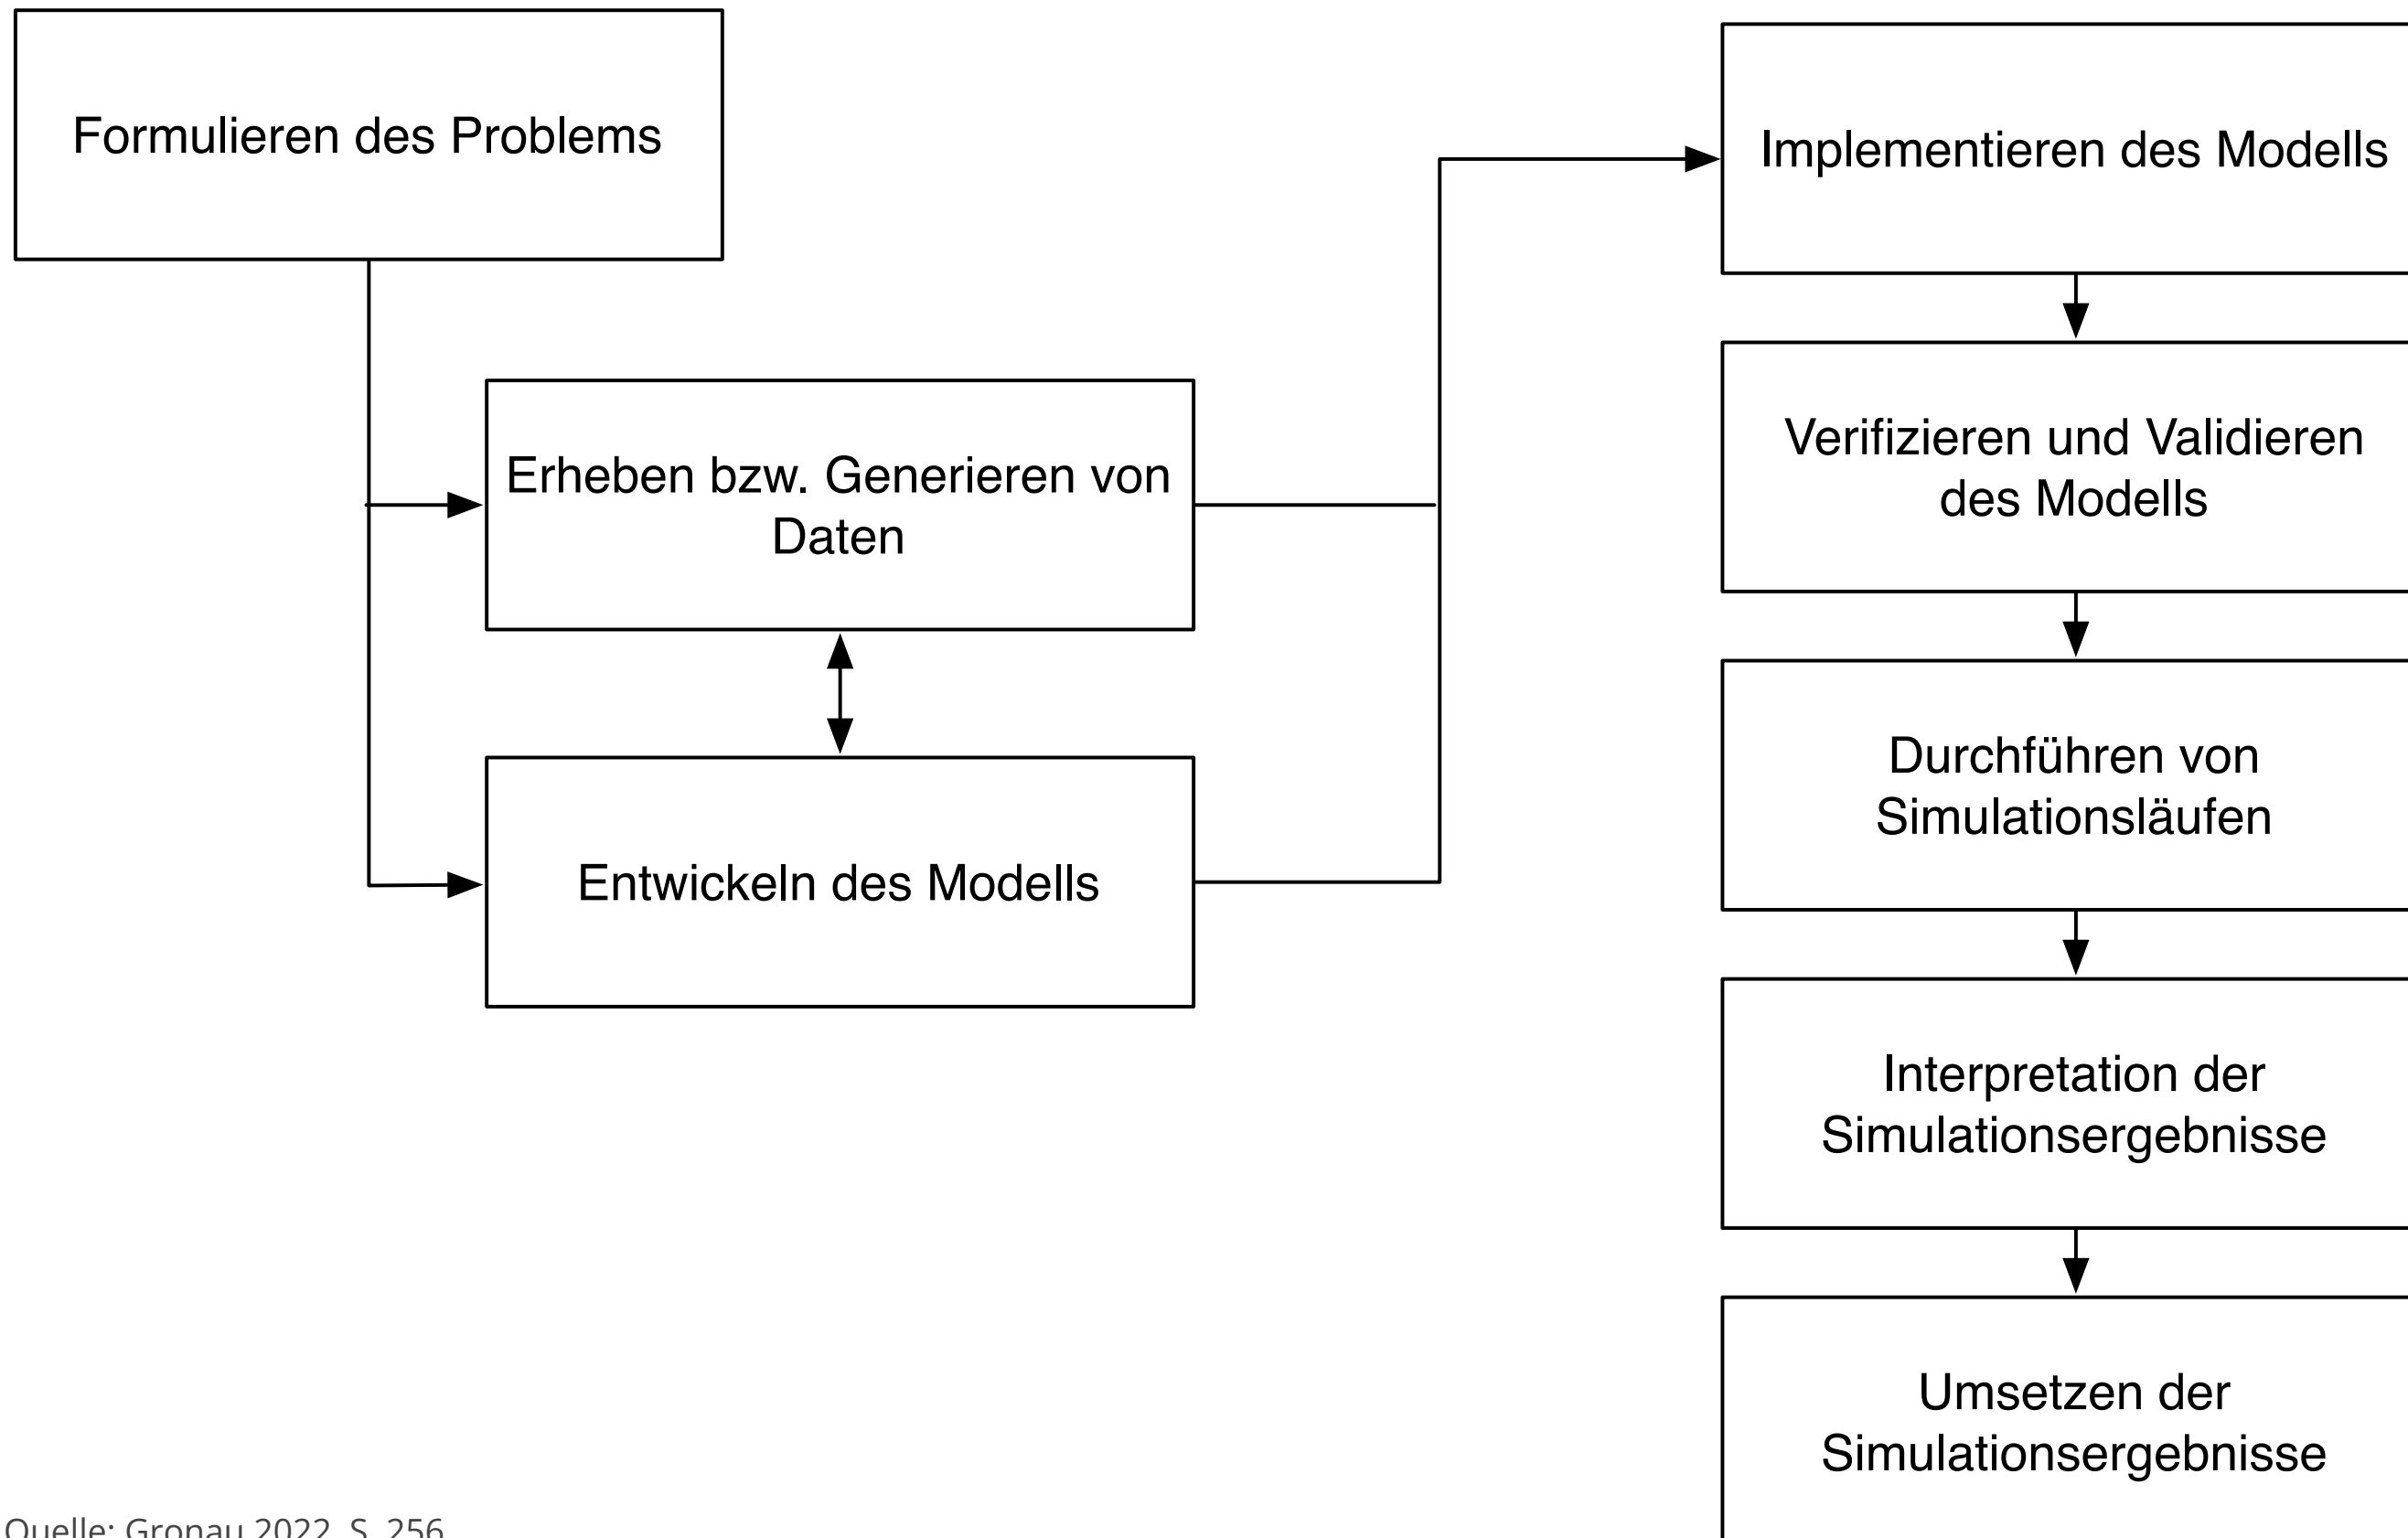 Formulieren des Problems
Erheben bzw. Generieren von
Daten
Entwickeln des Modells
Implementieren des Modells
Verifizieren und Validieren
des Modells
Durchführen von
Simulationsläufen
Interpretation der
Simulationsergebnisse
Umsetzen der
Simulationsergebnisse
Quelle: Gronau 2022, S. 256